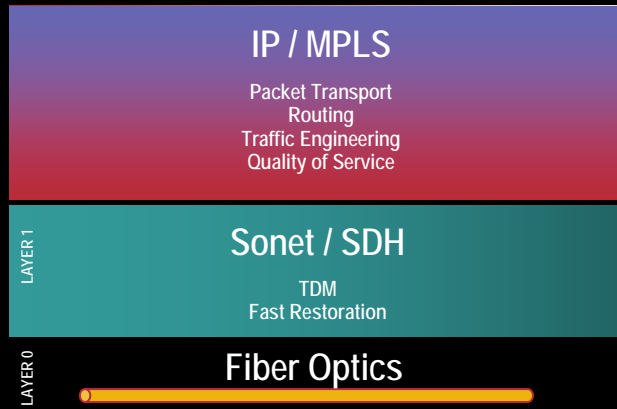 IP / MPLS
Packet Transport
Routing
Traffic Engineering
Quality of Service
LAYER 1
Sonet / SDH
TDM
Fast Restoration
LAYER 0
Fiber Optics